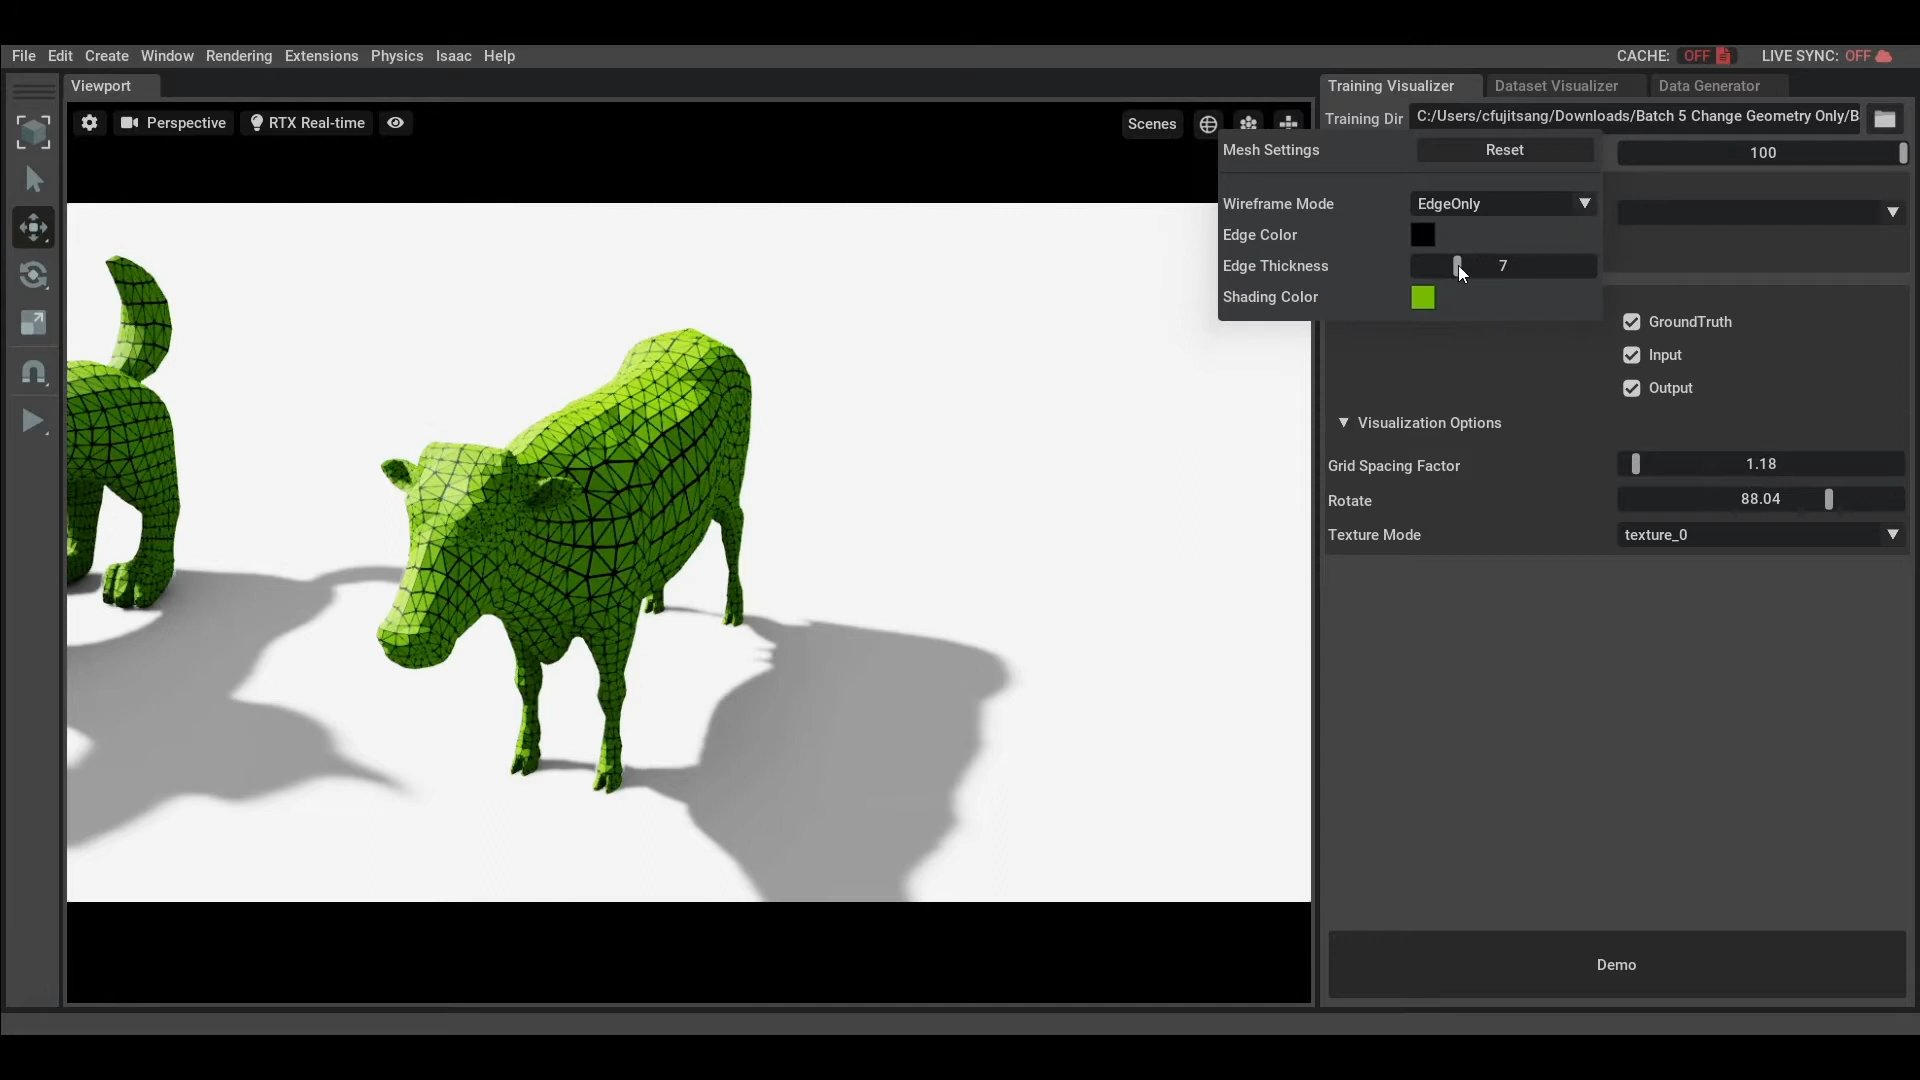 File Edit Create Window Rendering Extensions Physics Isaac Help
CACHE: OFF LIVE SYNC: OFF
Viewport
Training Visualizer Dataset Visualizer Data Generator
Perspective RTX Real-time Scenes
Training Dir C:/Users/cfujitsang/Downloads/Batch 5 Change Geometry Only/B
Mesh Settings Reset
100
Wireframe Mode EdgeOnly
Edge Color
Edge Thickness 7
Shading Color
GroundTruth
Input
Output
Visualization Options
Grid Spacing Factor 1.18
Rotate 88.04
Texture Mode texture_0
Demo